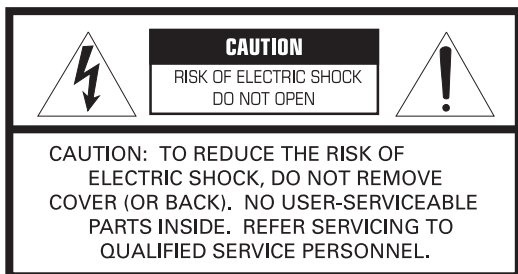 CAUTION
RISK OF ELECTRIC SHOCK
DO NOT OPEN
CAUTION: TO REDUCE THE RISK OF
ELECTRIC SHOCK, DO NOT REMOVE
COVER (OR BACK). NO USER-SERVICEABLE
PARTS INSIDE. REFER SERVICING TO
QUALIFIED SERVICE PERSONNEL.